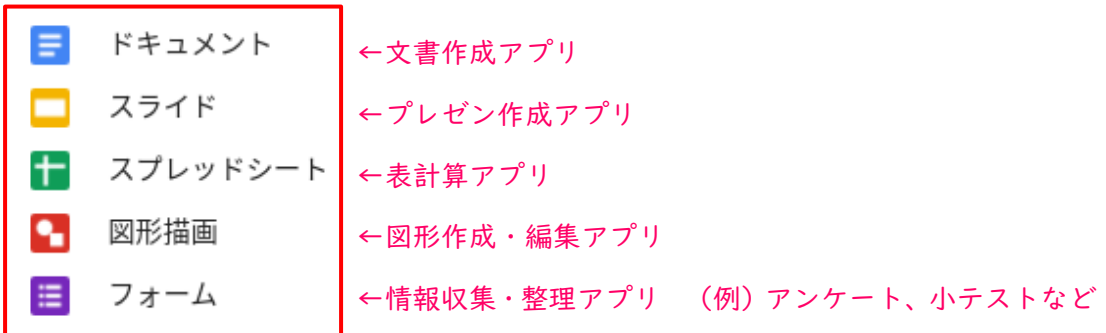 ドキュメント ←文書作成アプリ
スライド ←プレゼン作成アプリ
スプレッドシート ←表計算アプリ
図形描画 ←図形作成・編集アプリ
フォーム ←情報収集・整理アプリ （例）アンケート、小テストなど